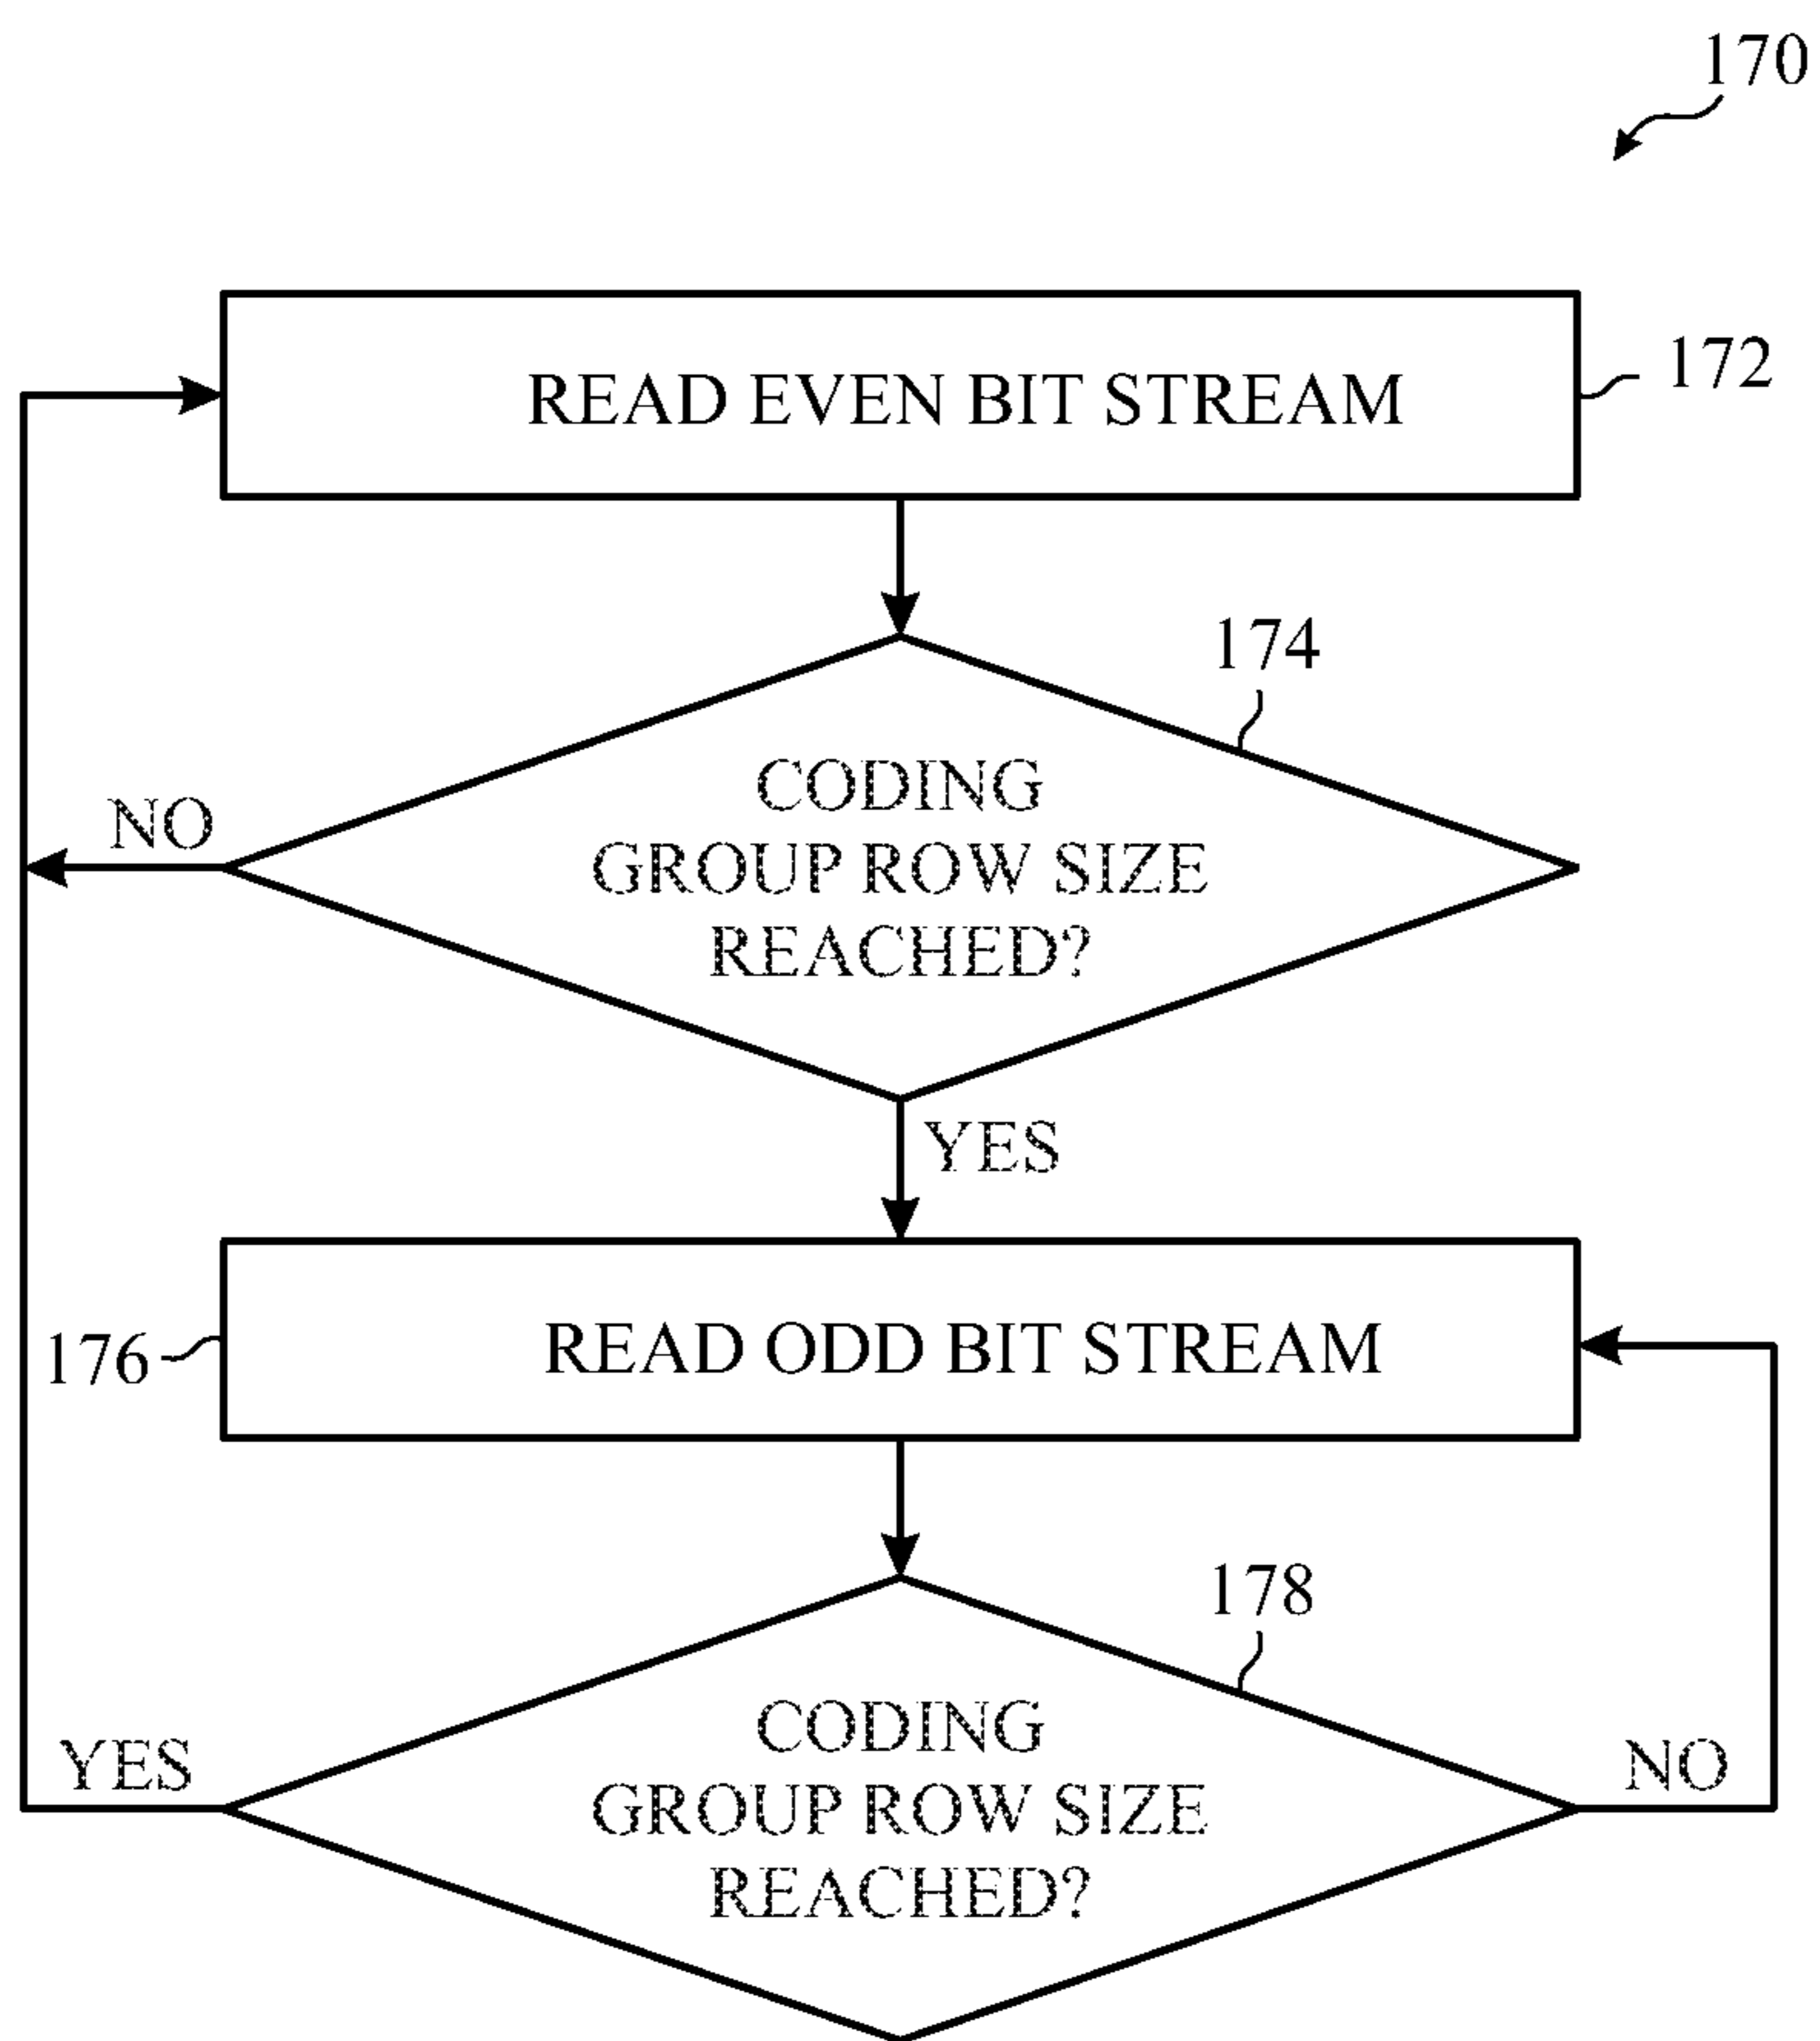 170
READ EVEN BIT STREAM
172
174
CODING
GROUP ROW SIZE
REACHED?
NO
YES
176
READ ODD BIT STREAM
178
CODING
GROUP ROW SIZE
REACHED?
YES
NO